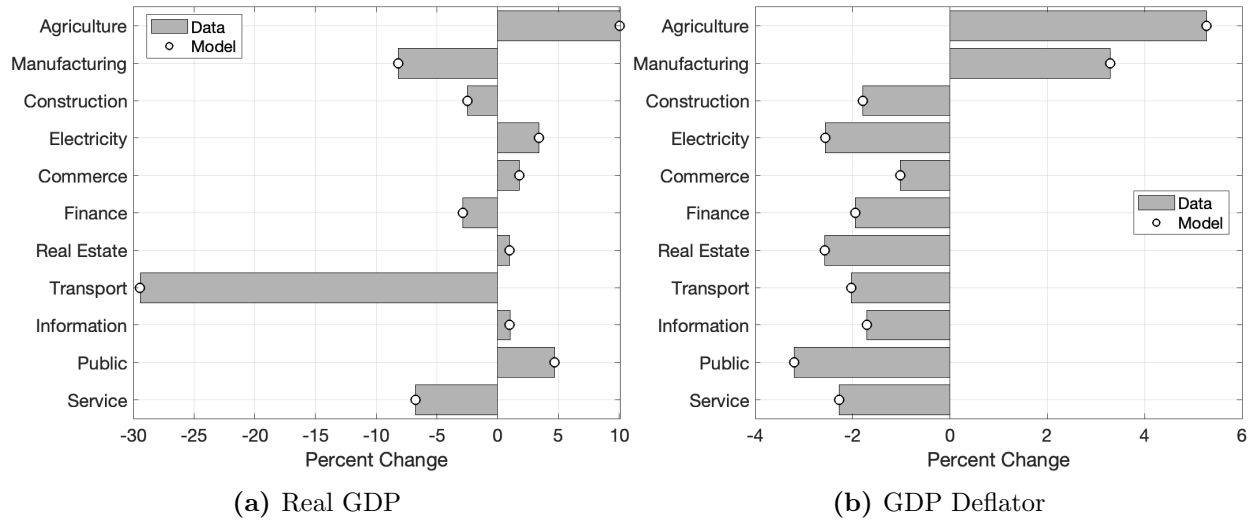 Agriculture
Manufacturing
Construction
Electricity
Commerce
Finance
Real Estate
Transport
Information
Public
Service
Data
Model
-30 -25 -20 -15 -10 -5 0 5 10
Percent Change
(a) Real GDP
Agriculture
Manufacturing
Construction
Electricity
Commerce
Finance
Real Estate
Transport
Information
Public
Service
Data
Model
-4 -2 0 2 4 6
Percent Change
(b) GDP Deflator